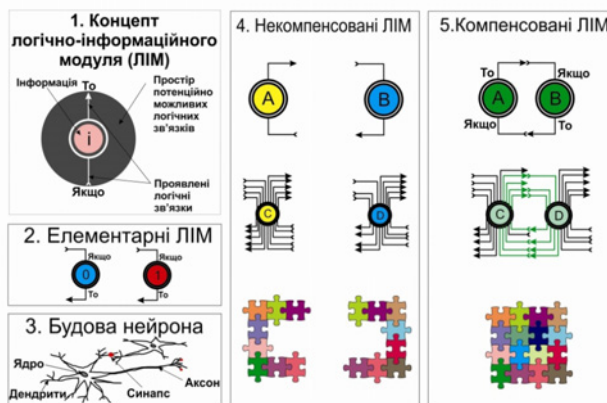 1. Концепт
логічно-інформаційного
модуля (ЛІМ)
Інформація
То
Простір
потенційно
можливих
логічних
зв'язків
i
Якщо
Проявлені
логічні
зв'язки
2. Елементарні ЛІМ
Якщо
0
То
Якщо
1
То
3. Будова нейрона
Ядро
Дендрити
Синапс
Аксон
4. Некомпенсовані ЛІМ
A
B
C
D
5.Компенсовані ЛІМ
То
Якщо
A
B
Якщо
То
C
D